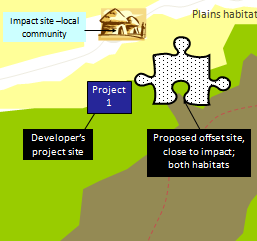 Impact site –local
community
Plains habitat
Project
1
Developer's
project site
Proposed offset site,
close to impact;
both habitats